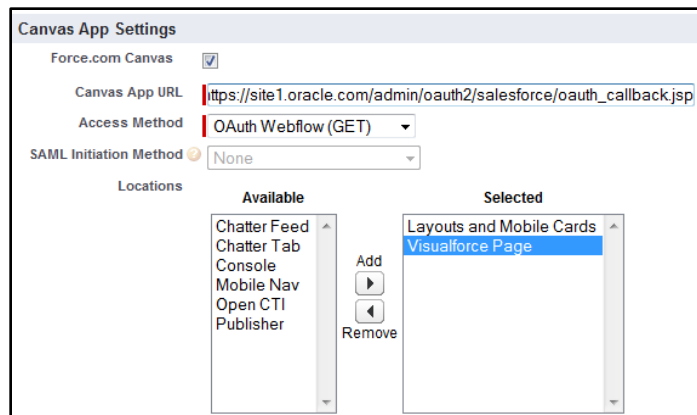 Canvas App Settings
Force.com Canvas
Canvas App URL ttps://site1.oracle.com/admin/oauth2/salesforce/oauth_callback.jsp
Access Method OAuth Webflow (GET)
SAML Initiation Method ? None
Locations
Available Selected
Chatter Feed
Chatter Tab
Console
Mobile Nav
Open CTI
Publisher
Add
Remove
Layouts and Mobile Cards
Visualforce Page